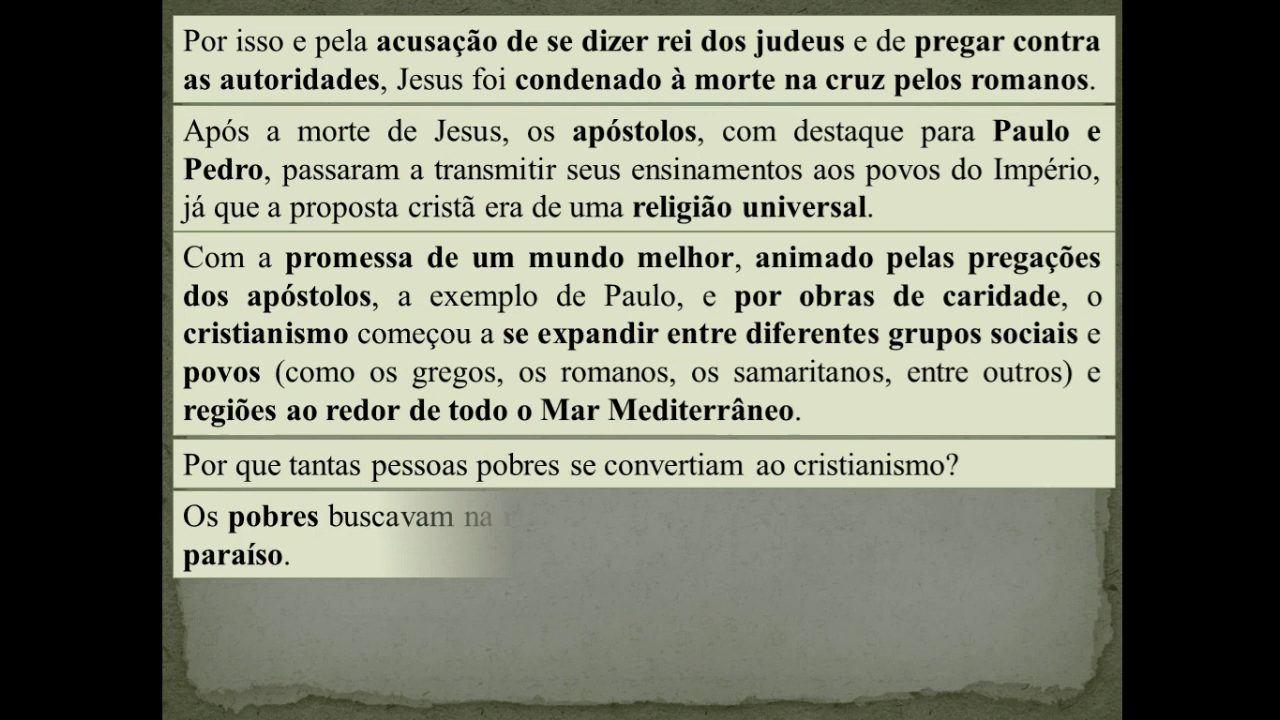 Por isso e pela acusação de se dizer rei dos judeus e de pregar contra
as autoridades, Jesus foi condenado à morte na cruz pelos romanos.
Após a morte de Jesus, os apóstolos, com destaque para Paulo e
Pedro, passaram a transmitir seus ensinamentos aos povos do Império,
já que a proposta cristã era de uma religião universal.
Com a promessa de um mundo melhor, animado pelas pregações
dos apóstolos, a exemplo de Paulo, e por obras de caridade, o
cristianismo começou a se expandir entre diferentes grupos sociais e
povos (como os gregos, os romanos, os samaritanos, entre outros) e
regiões ao redor de todo o Mar Mediterrâneo.
Por que tantas pessoas pobres se convertiam ao cristianismo?
Os pobres buscavam na
paraíso.